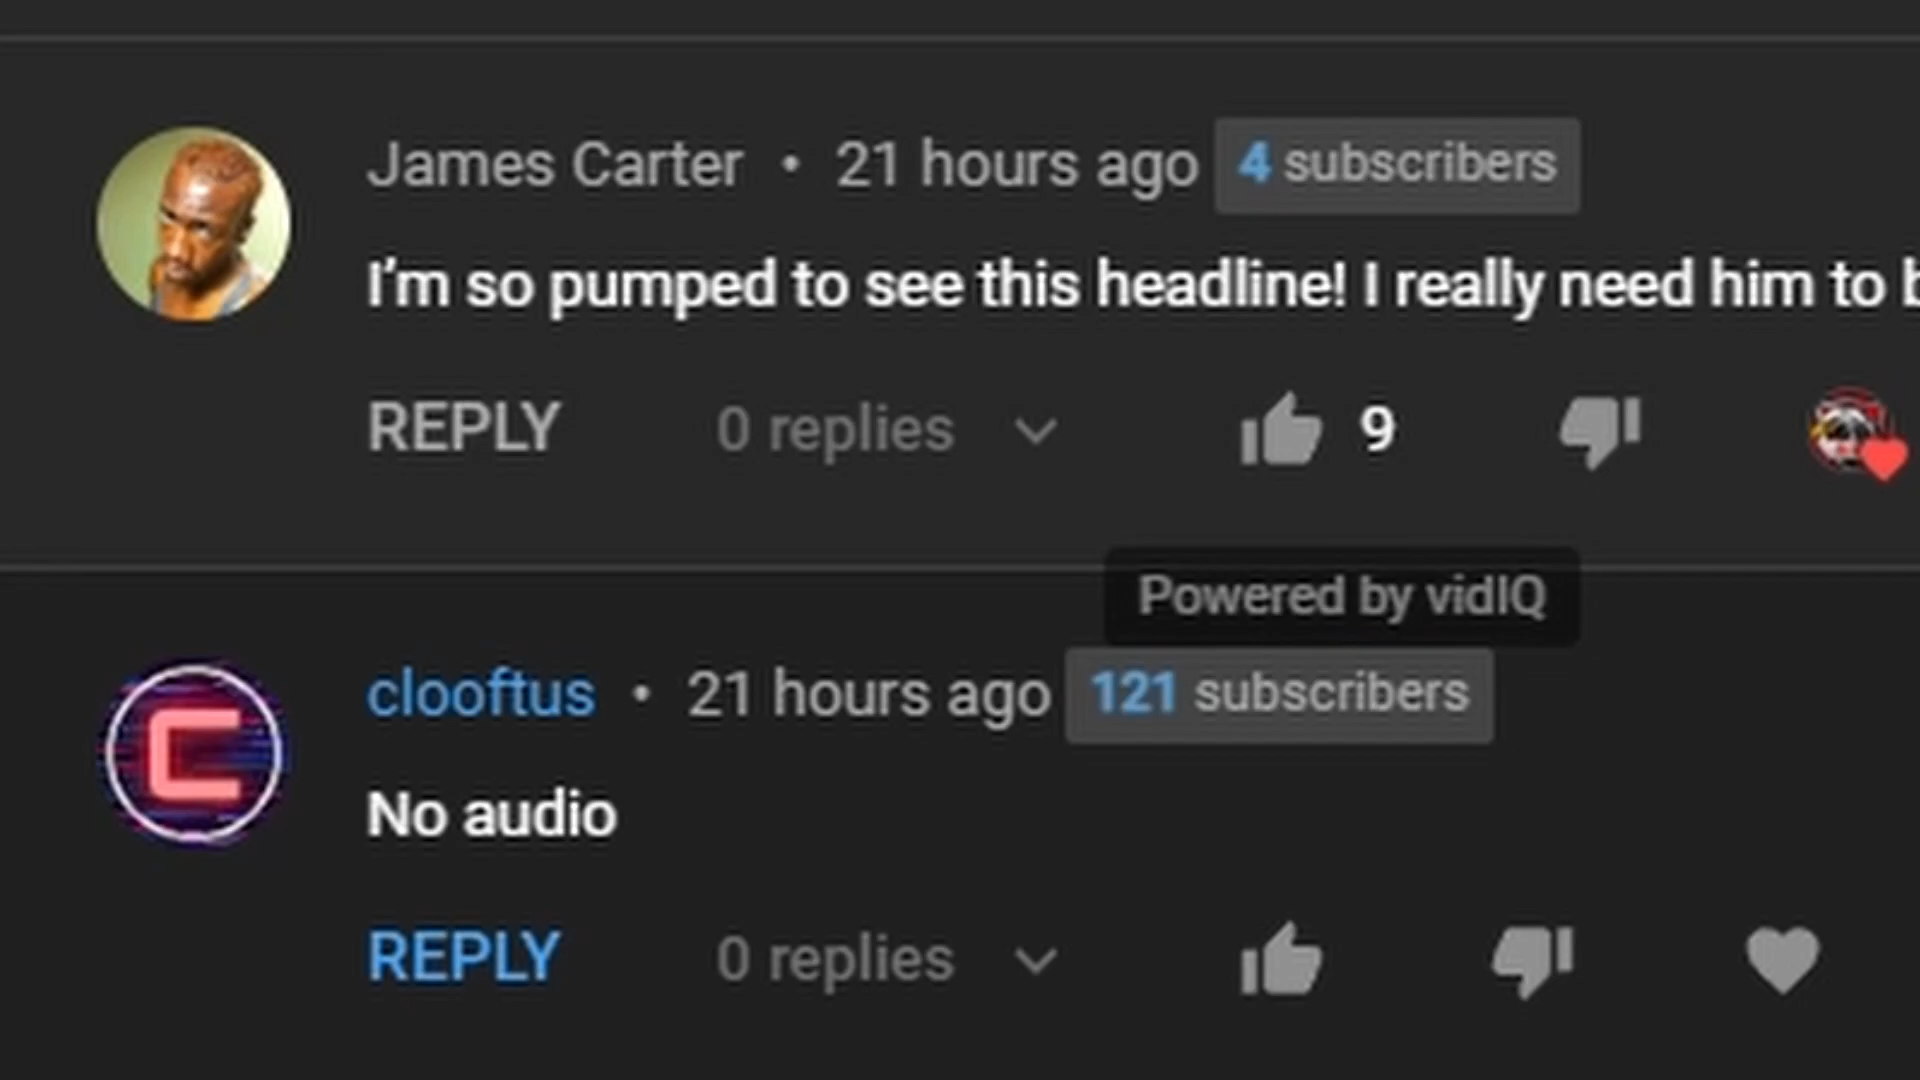 James Carter • 21 hours ago 4 subscribers
I'm so pumped to see this headline! I really need him to b
REPLY 0 replies 9
Powered by vidIQ
clooftus • 21 hours ago 121 subscribers
No audio
REPLY 0 replies